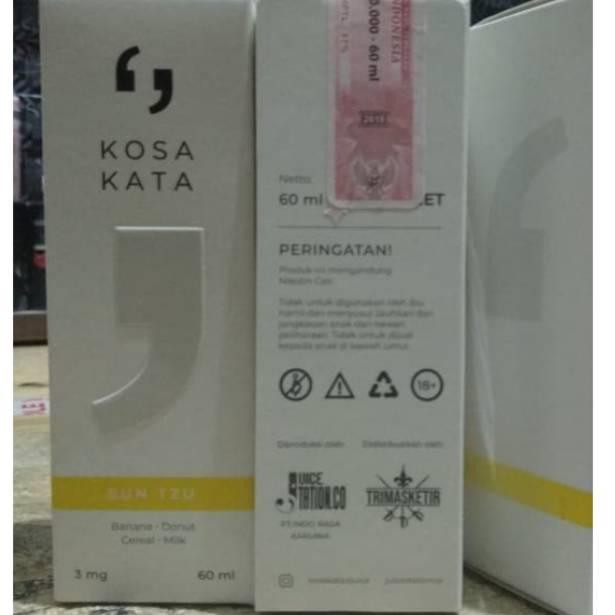 KOSA
KATA
SUN TZU
Banana - Donut
Cereal - Milk
3 mg 60 ml
0.000 - 60 ml
INDONESIA
2019
Netto:
60 ml
ET
PERINGATAN!
Produk ini mengandung
Nikotin Cair.
Tidak untuk digunakan oleh ibu
hamil dan menyusui. Jauhkan dari
jangkauan anak dan hewan
peliharaan. Tidak untuk dijual
kepada anak di bawah umur.
18+
Diproduksi oleh: Didistribusikan oleh:
JUICE
STATION.CO
TRIMASKETIR
PT. INDO RASA